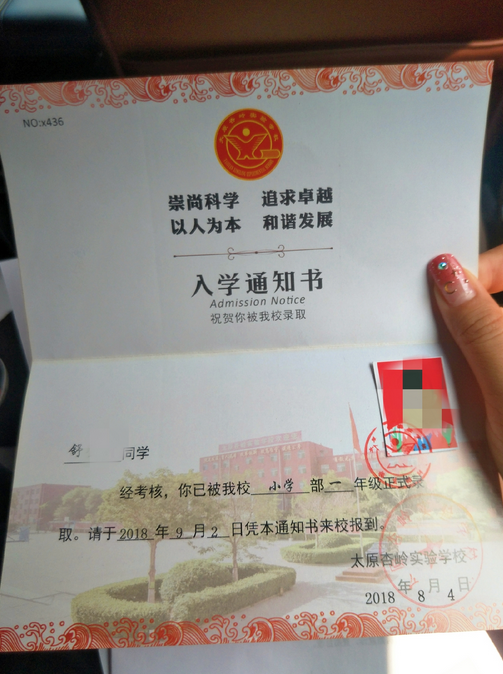 NO:x436
崇尚科学 追求卓越
以人为本 和谐发展
入学通知书
Admission Notice
祝贺你被我校录取
舒 同学
经考核，你已被我校 小学 部 一 年级正式录
取。请于 2018 年 9 月 2 日凭本通知书来校报到。
太原杏岭实验学校
2018 年 8 月 4 日